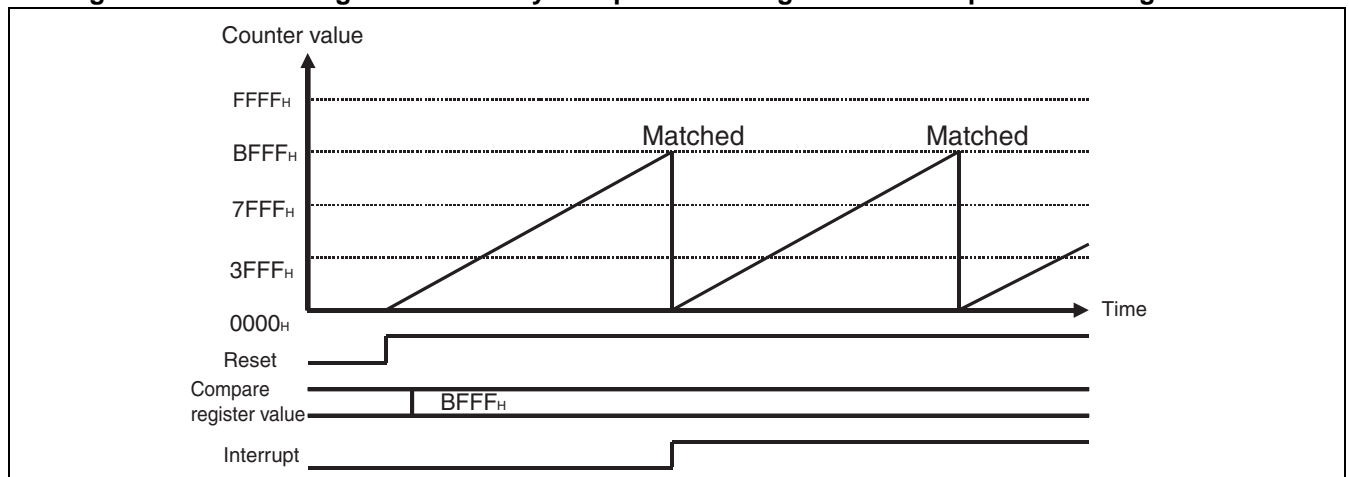 Counter value
FFFFH
Matched Matched
BFFFH
7FFFH
3FFFH
Time
0000H
Reset
Compare
register value
BFFFH
Interrupt